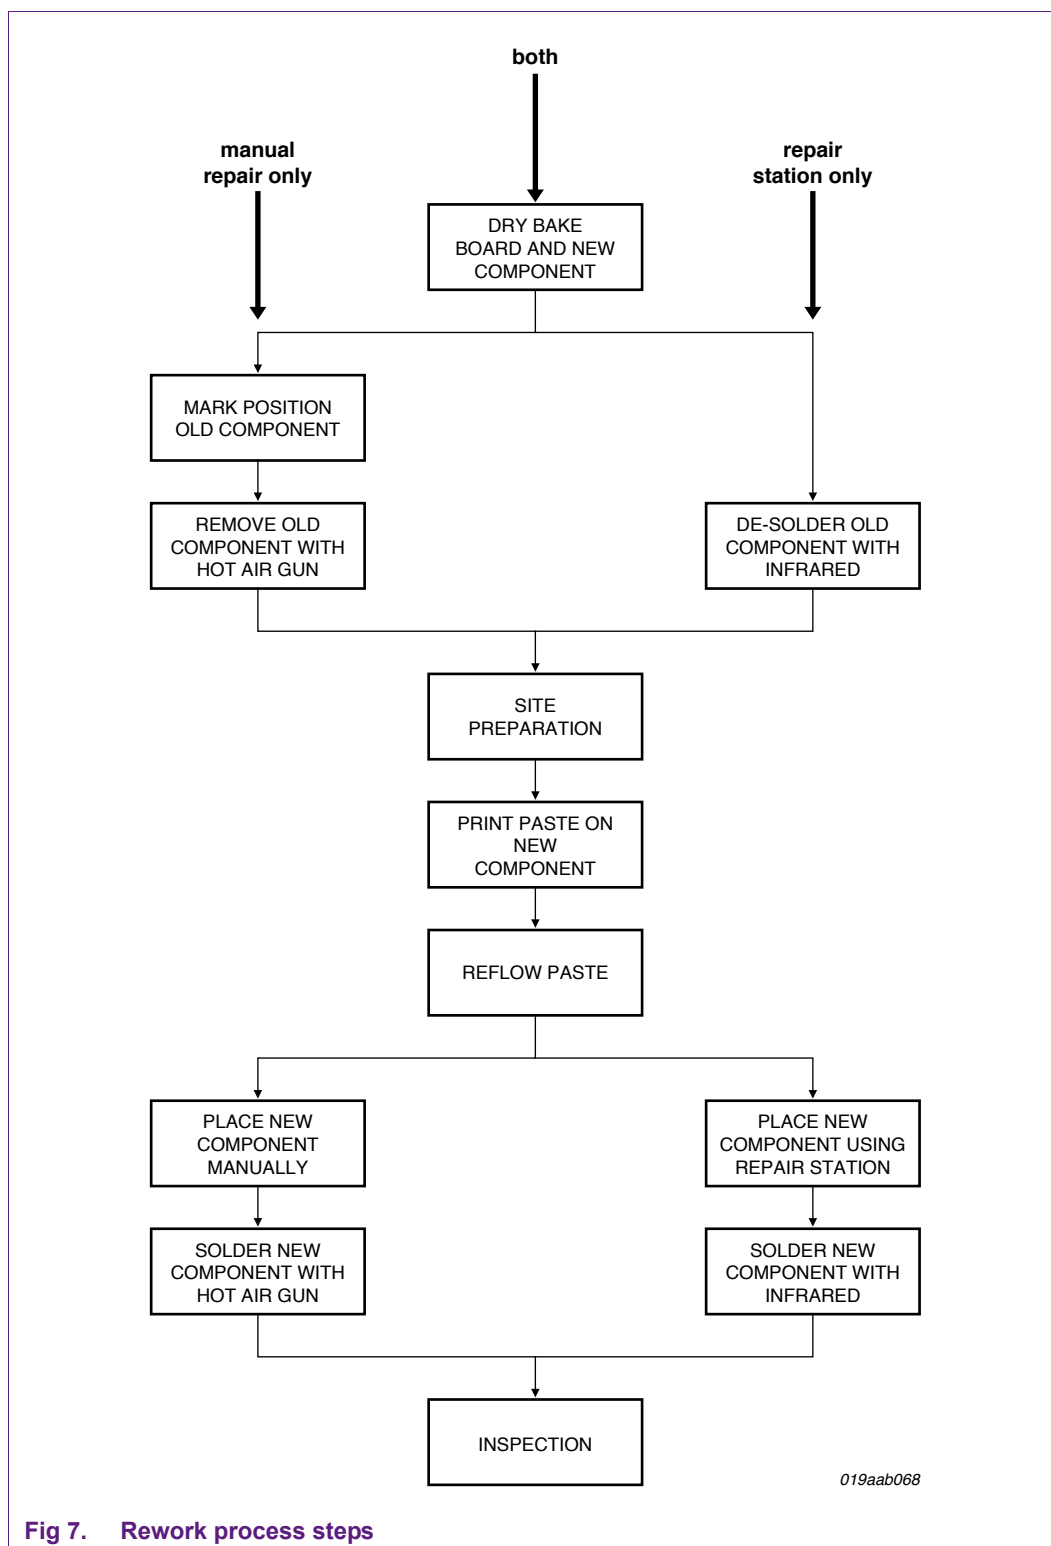 both
manual
repair only
repair
station only
DRY BAKE
BOARD AND NEW
COMPONENT
MARK POSITION
OLD COMPONENT
REMOVE OLD
COMPONENT WITH
HOT AIR GUN
DE-SOLDER OLD
COMPONENT WITH
INFRARED
SITE
PREPARATION
PRINT PASTE ON
NEW
COMPONENT
REFLOW PASTE
PLACE NEW
COMPONENT
MANUALLY
PLACE NEW
COMPONENT USING
REPAIR STATION
SOLDER NEW
COMPONENT WITH
HOT AIR GUN
SOLDER NEW
COMPONENT WITH
INFRARED
INSPECTION
019aab068
Fig 7. Rework process steps